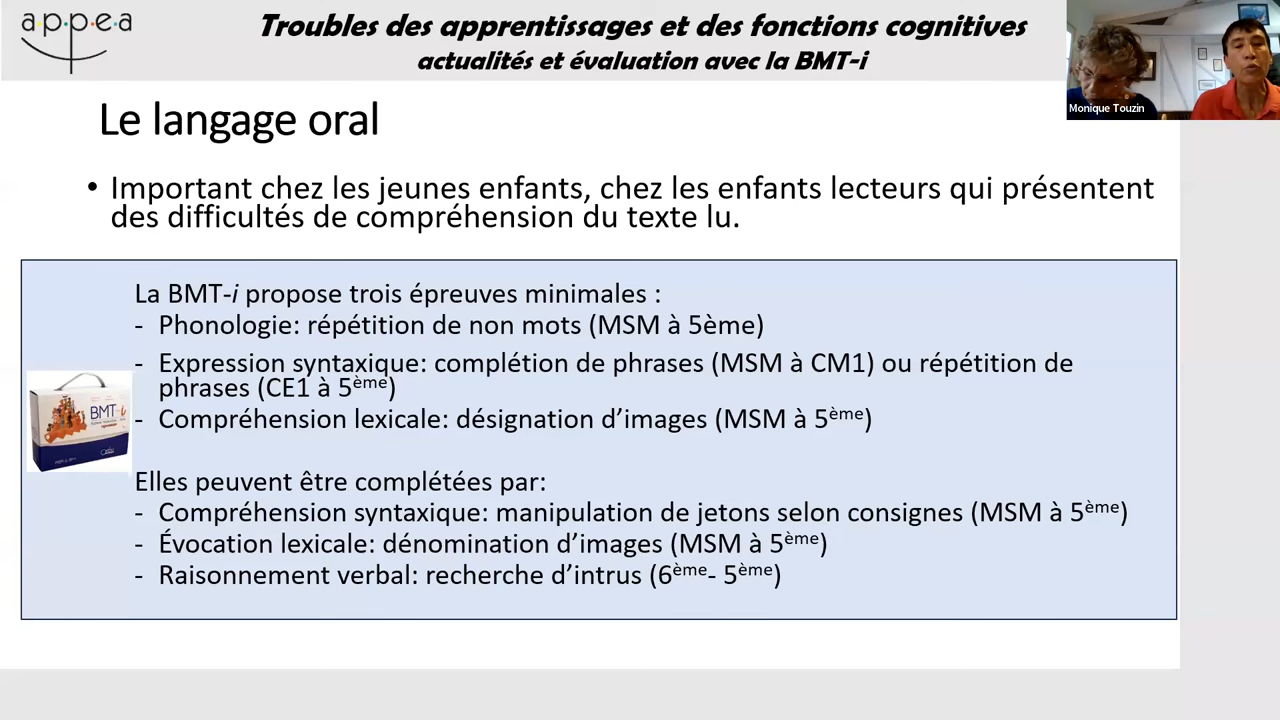 appea
Troubles des apprentissages et des fonctions cognitives
actualités et évaluation avec la BMT-i
Monique Touzin
Le langage oral
• Important chez les jeunes enfants, chez les enfants lecteurs qui présentent
des difficultés de compréhension du texte lu.
La BMT-i propose trois épreuves minimales :
- Phonologie: répétition de non mots (MSM à 5ème)
- Expression syntaxique: complétion de phrases (MSM à CM1) ou répétition de
phrases (CE1 à 5ème)
- Compréhension lexicale: désignation d’images (MSM à 5ème)
BMT-i
Elles peuvent être complétées par:
- Compréhension syntaxique: manipulation de jetons selon consignes (MSM à 5ème)
- Évocation lexicale: dénomination d’images (MSM à 5ème)
- Raisonnement verbal: recherche d’intrus (6ème- 5ème)